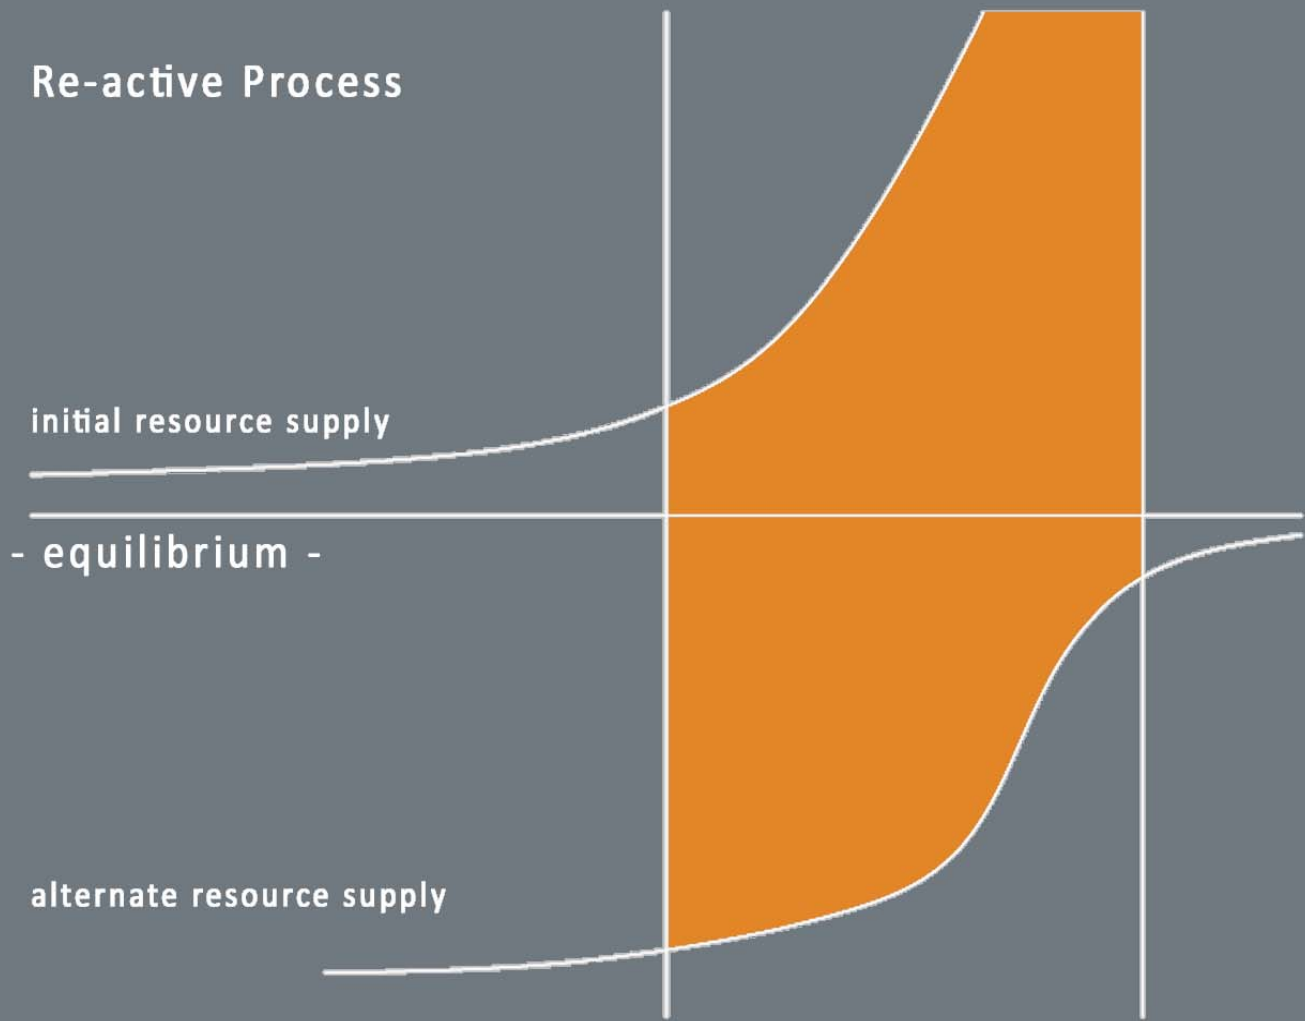 Re-active Process
initial resource supply
- equilibrium -
alternate resource supply